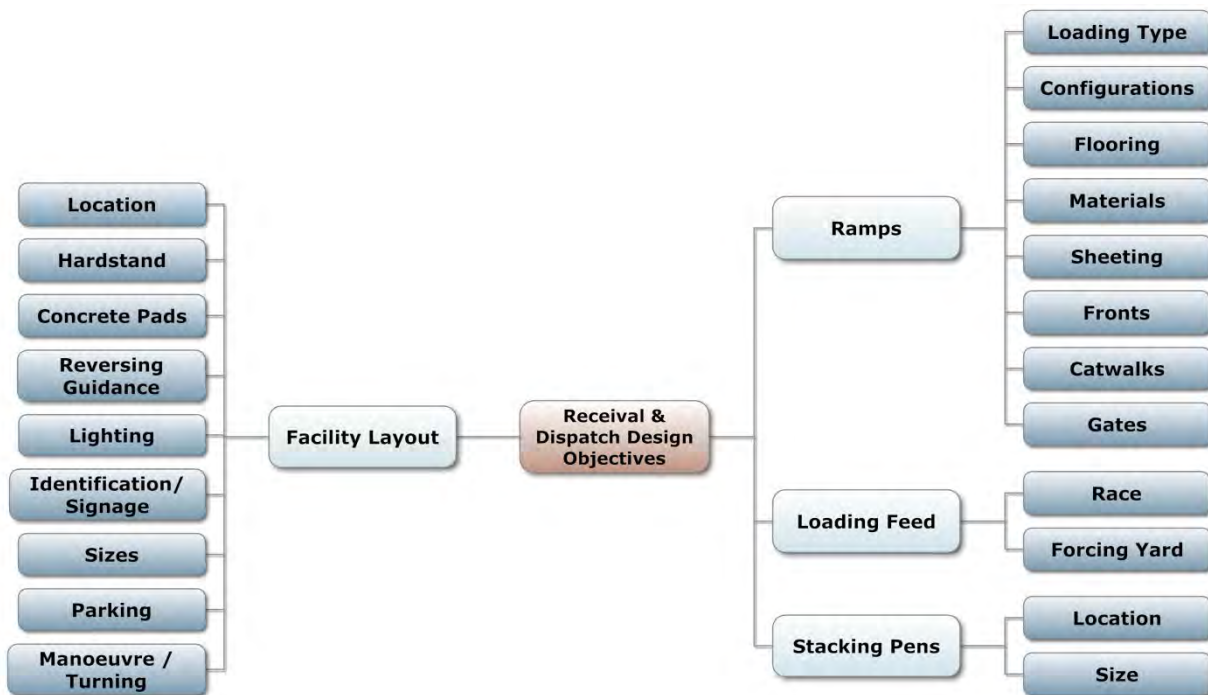 Location
Hardstand
Concrete Pads
Reversing
Guidance
Lighting
Identification/
Signage
Sizes
Parking
Manoeuvre /
Turning
Facility Layout
Receival &
Dispatch Design
Objectives
Ramps
Loading Feed
Stacking Pens
Loading Type
Configurations
Flooring
Materials
Sheeting
Fronts
Catwalks
Gates
Race
Forcing Yard
Location
Size